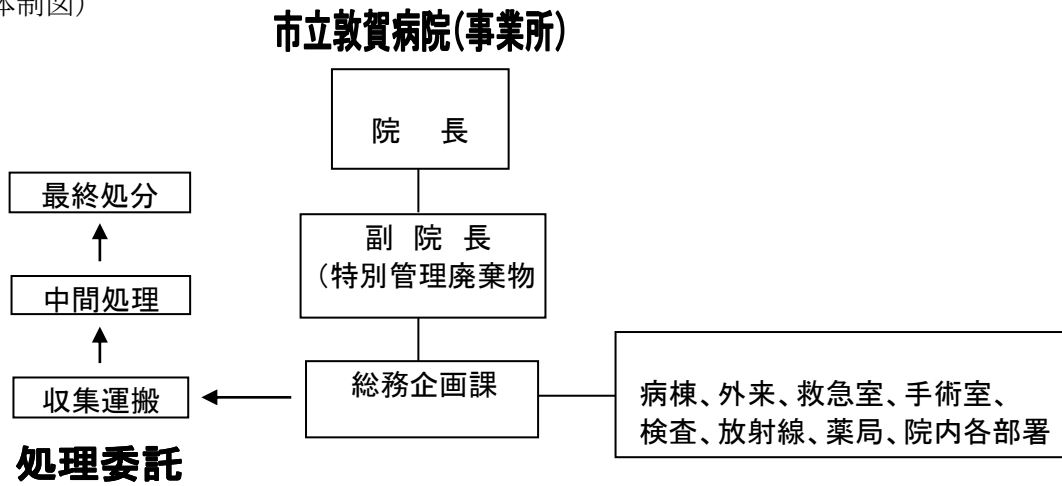 体制図）
市立敦賀病院(事業所)
院　長
副 院 長
（特別管理廃棄物
総務企画課
病棟、外来、救急室、手術室、
検査、放射線、薬局、院内各部署
最終処分
中間処理
収集運搬
処理委託